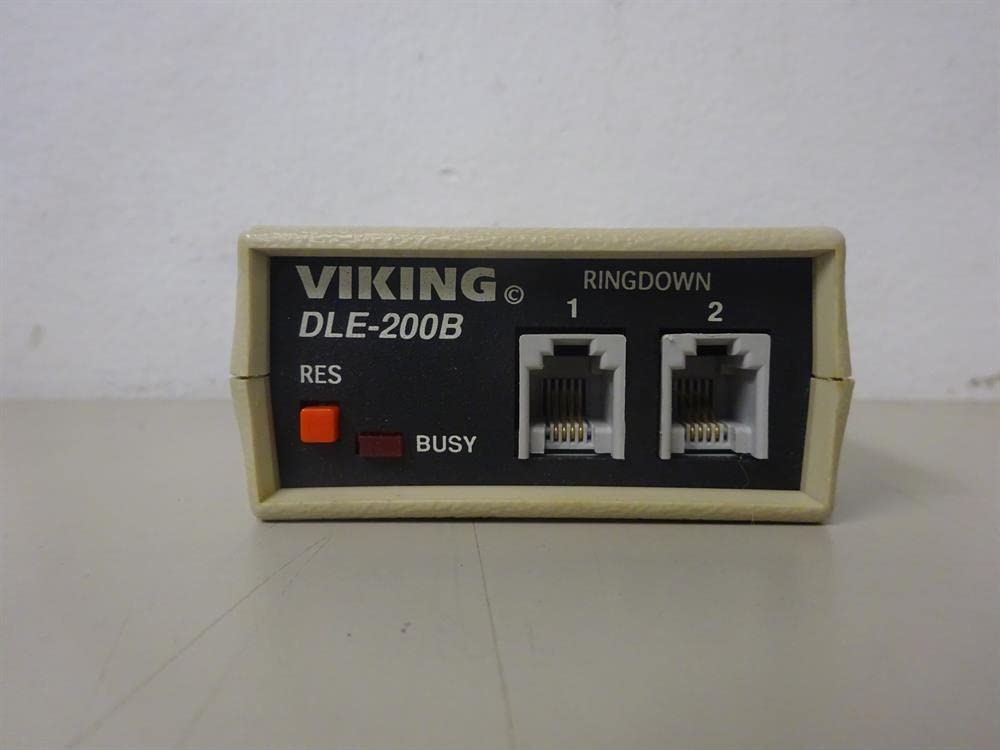 VIKING©
DLE-200B
RINGDOWN
1 2
RES
BUSY